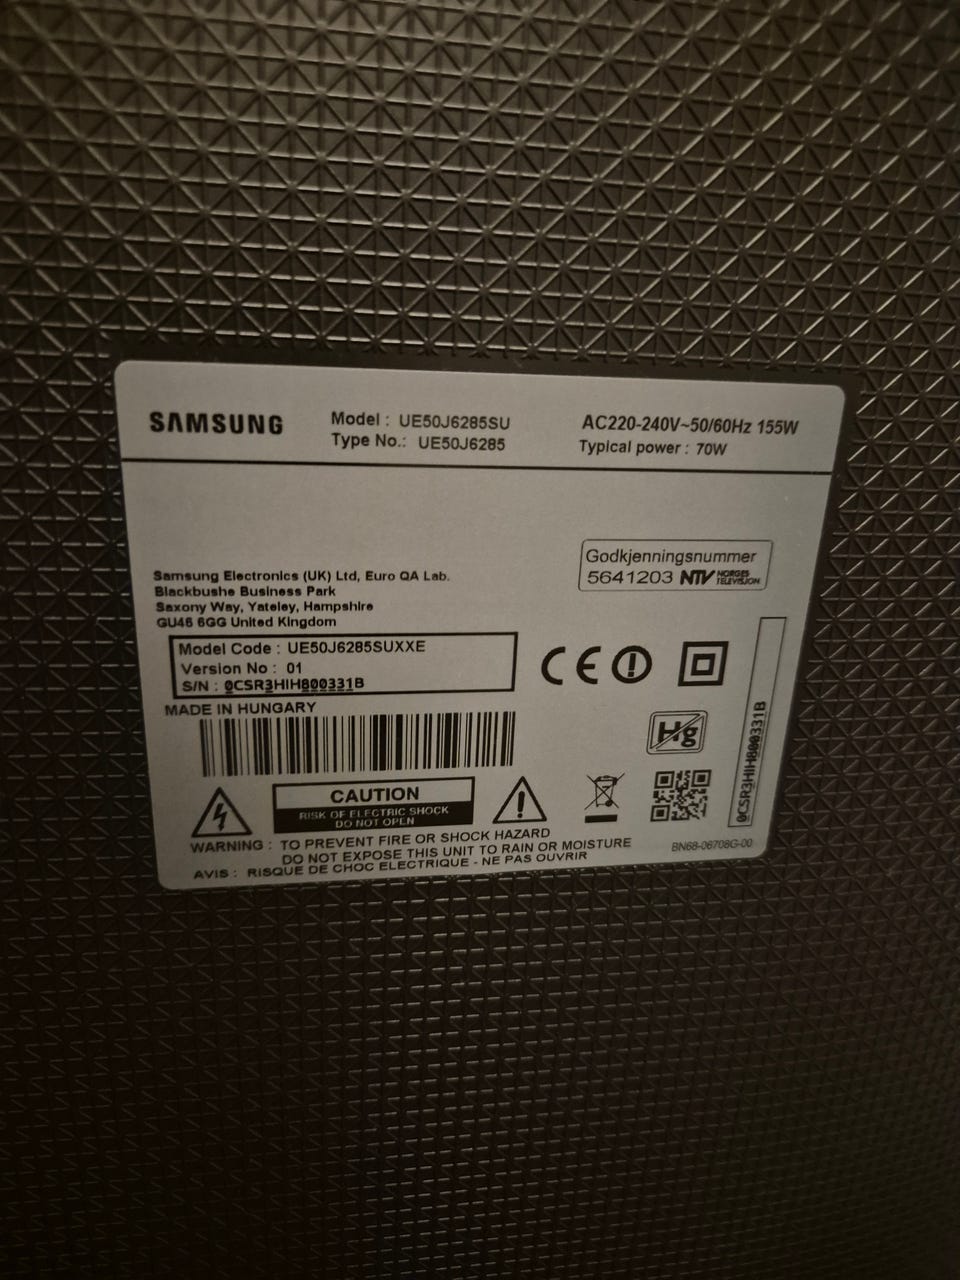 SAMSUNG
Model : UE50J6285SU
Type No.: UE50J6285
AC220-240V~50/60Hz 155W
Typical power : 70W
Godkjenningsnummer
5641203 NTV NORGES TELEVISJON
Samsung Electronics (UK) Ltd, Euro QA Lab.
Blackbushe Business Park
Saxony Way, Yateley, Hampshire
GU46 6GG United Kingdom
Model Code : UE50J6285SUXXE
Version No : 01
S/N : 0CSR3HIH800331B
MADE IN HUNGARY
CE
Hg
0CSR3HIH800331B
CAUTION
RISK OF ELECTRIC SHOCK
DO NOT OPEN
WARNING : TO PREVENT FIRE OR SHOCK HAZARD
DO NOT EXPOSE THIS UNIT TO RAIN OR MOISTURE
AVIS : RISQUE DE CHOC ELECTRIQUE - NE PAS OUVRIR
BN68-06708G-00